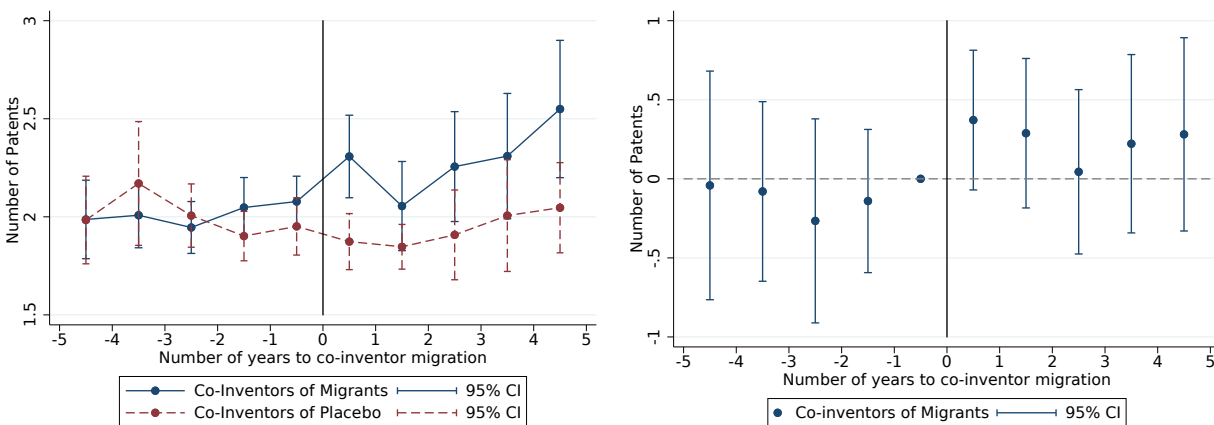 Number of Patents
3
2.5
2
1.5
-5 -4 -3 -2 -1 0 1 2 3 4 5
Number of years to co-inventor migration
Co-Inventors of Migrants 95% CI
Co-Inventors of Placebo 95% CI
Number of Patents
1
.5
0
-.5
-1
-5 -4 -3 -2 -1 0 1 2 3 4 5
Number of years to co-inventor migration
Co-inventors of Migrants 95% CI